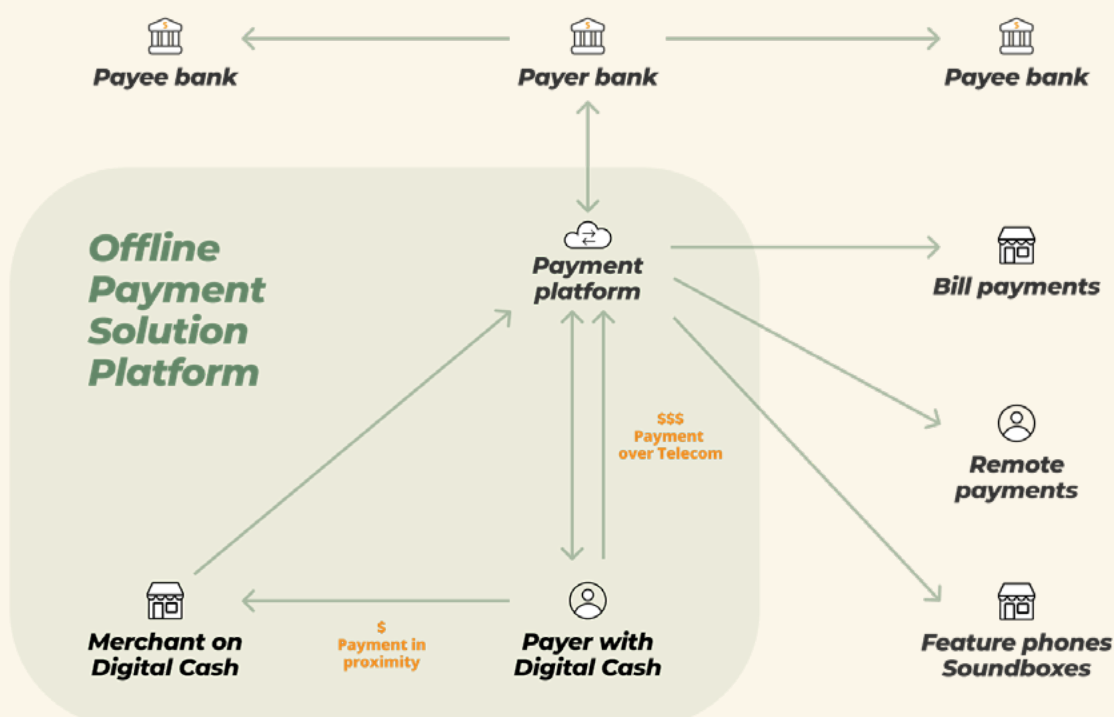 Payee bank
Payer bank
Payee bank
Offline
Payment
Solution
Platform
Payment
platform
Bill payments
$$$
Payment
over Telecom
Remote
payments
Merchant on
Digital Cash
$
Payment in
proximity
Payer with
Digital Cash
Feature phones
Soundboxes